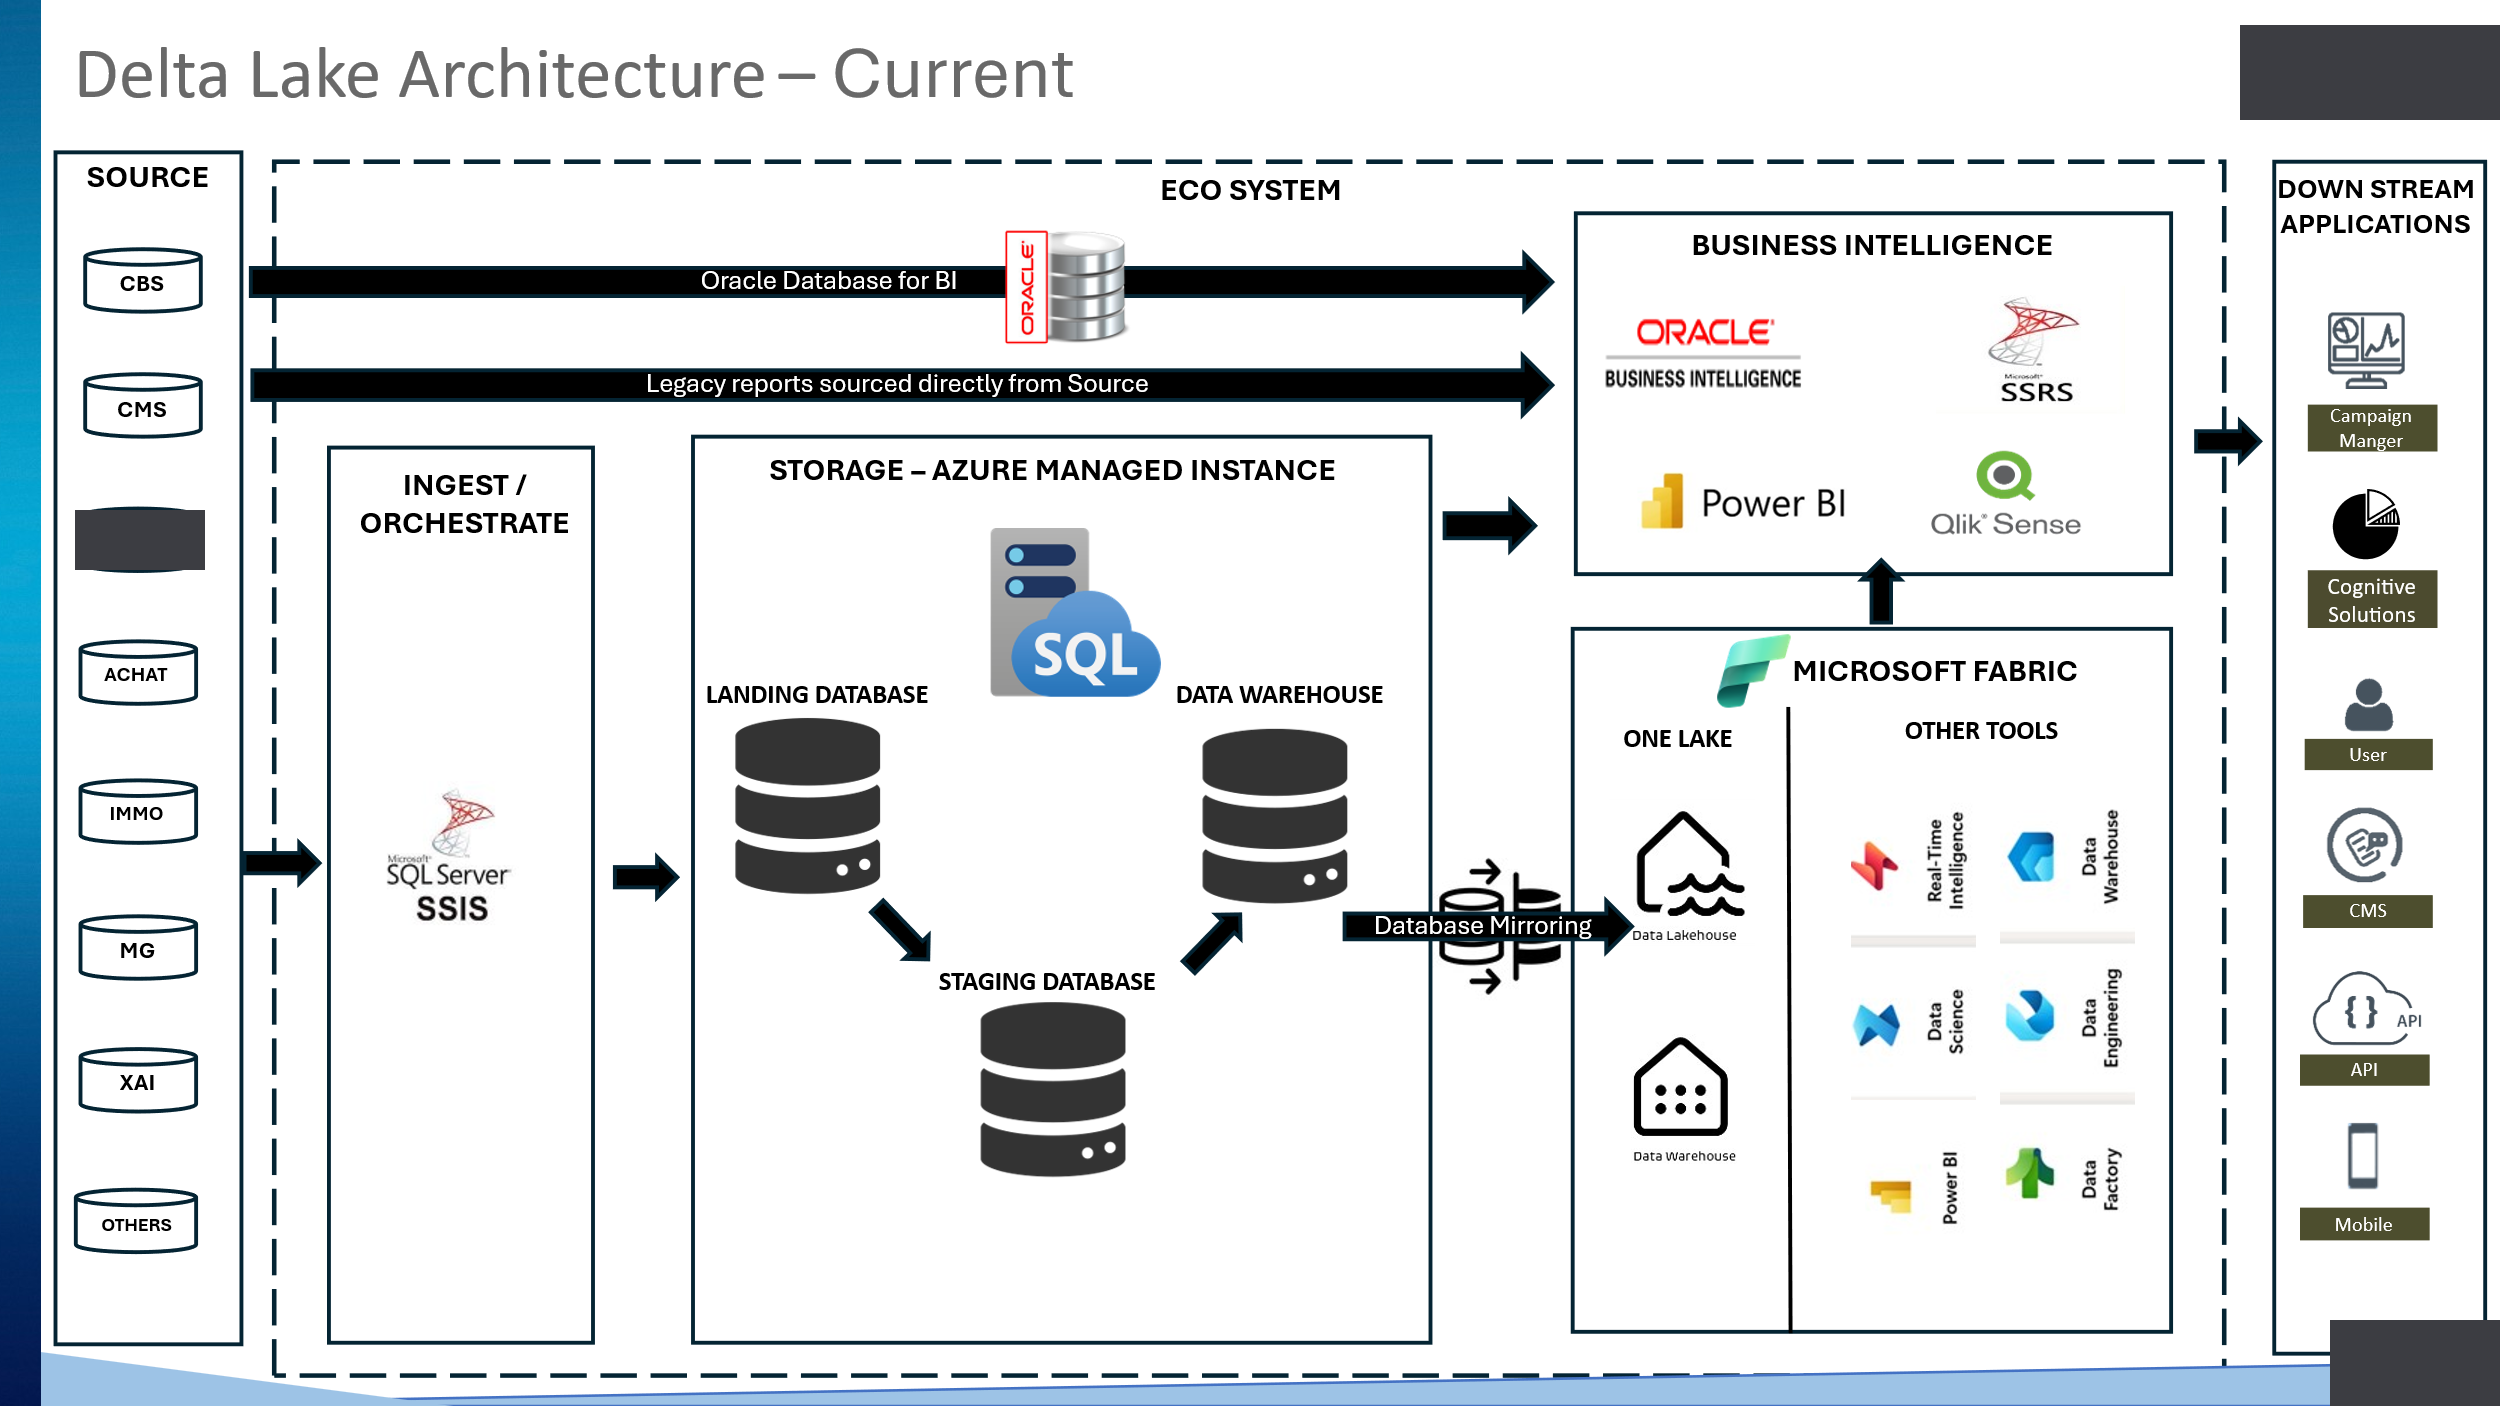 Delta Lake Architecture – Current
SOURCE
CBS
CMS
ACHAT
IMMO
MG
XAI
OTHERS
ECO SYSTEM
Oracle Database for BI
ORACLE
Legacy reports sourced directly from Source
INGEST /
ORCHESTRATE
Microsoft
SQL Server
SSIS
STORAGE – AZURE MANAGED INSTANCE
SQL
LANDING DATABASE
DATA WAREHOUSE
STAGING DATABASE
Database Mirroring
BUSINESS INTELLIGENCE
ORACLE
BUSINESS INTELLIGENCE
Microsoft
SSRS
Power BI
Qlik Sense
MICROSOFT FABRIC
ONE LAKE
Data Lakehouse
Data Warehouse
OTHER TOOLS
Real-Time
Intelligence
Data
Warehouse
Data
Science
Data
Engineering
Power BI
Data
Factory
DOWN STREAM
APPLICATIONS
Campaign
Manger
Cognitive
Solutions
User
CMS
{ } API
API
Mobile